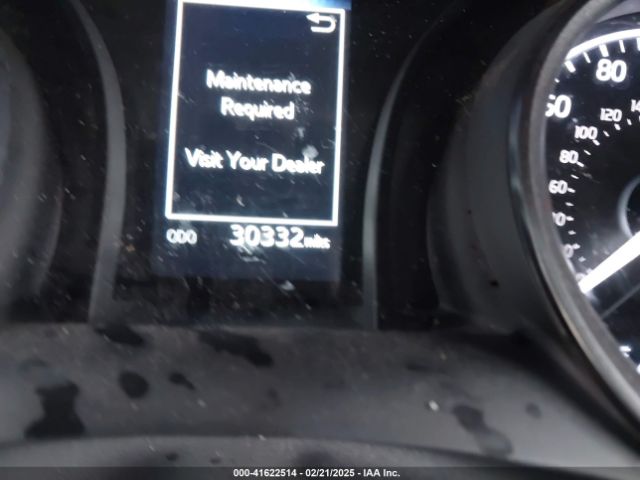 Maintenance
Required
Visit Your Dealer
ODO 30332 miles
80
60
120
100
80
60
000-41622514 - 02/21/2025 - IAA Inc.